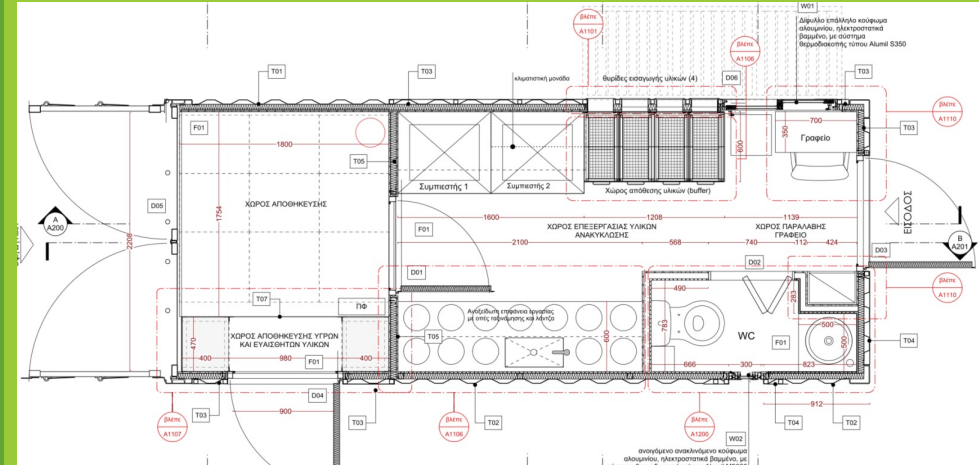 W01
Δίφυλλο επάλληλο κούφωμα
αλουμινίου, ηλεκτροστατικά
βαμμένο, με σύστημα
θερμοδιακοπής τύπου Alumil S350
βλέπε
A1101
βλέπε
A1106
T01
T03
κλιματιστική μονάδα
θυρίδες εισαγωγής υλικών (4)
D06
T03
βλέπε
A1110
F01
700
350
Γραφείο
T03
1800
T05
600
Συμπιεστής 1
Συμπιεστής 2
Χώρος απόθεσης υλικών (buffer)
D05
ΧΩΡΟΣ ΑΠΟΘΗΚΕΥΣΗΣ
1754
A
A200
2208
1600
1208
1139
F01
ΧΩΡΟΣ ΕΠΕΞΕΡΓΑΣΙΑΣ ΥΛΙΚΩΝ
ΑΝΑΚΥΚΛΩΣΗΣ
ΧΩΡΟΣ ΠΑΡΑΛΑΒΗΣ
ΓΡΑΦΕΙΟ
ΕΙΣΟΔΟΣ
2100
568
740
112
424
B
A201
D03
D01
D02
T07
ΠΦ
490
283
βλέπε
A1110
Ανοξείδωτη επιφάνεια εργασίας
με οπές ταξινόμησης και λάντζα
T05
600
783
WC
F01
500
500
T04
470
ΧΩΡΟΣ ΑΠΟΘΗΚΕΥΣΗΣ ΥΓΡΩΝ
ΚΑΙ ΕΥΑΙΣΘΗΤΩΝ ΥΛΙΚΩΝ
400
980
400
F01
666
300
823
D04
900
912
T03
T03
T02
T04
T02
βλέπε
A1107
βλέπε
A1106
βλέπε
A1200
W02
ανοιγόμενο ανακλινόμενο κούφωμα
αλουμινίου, ηλεκτροστατικά βαμμένο, με